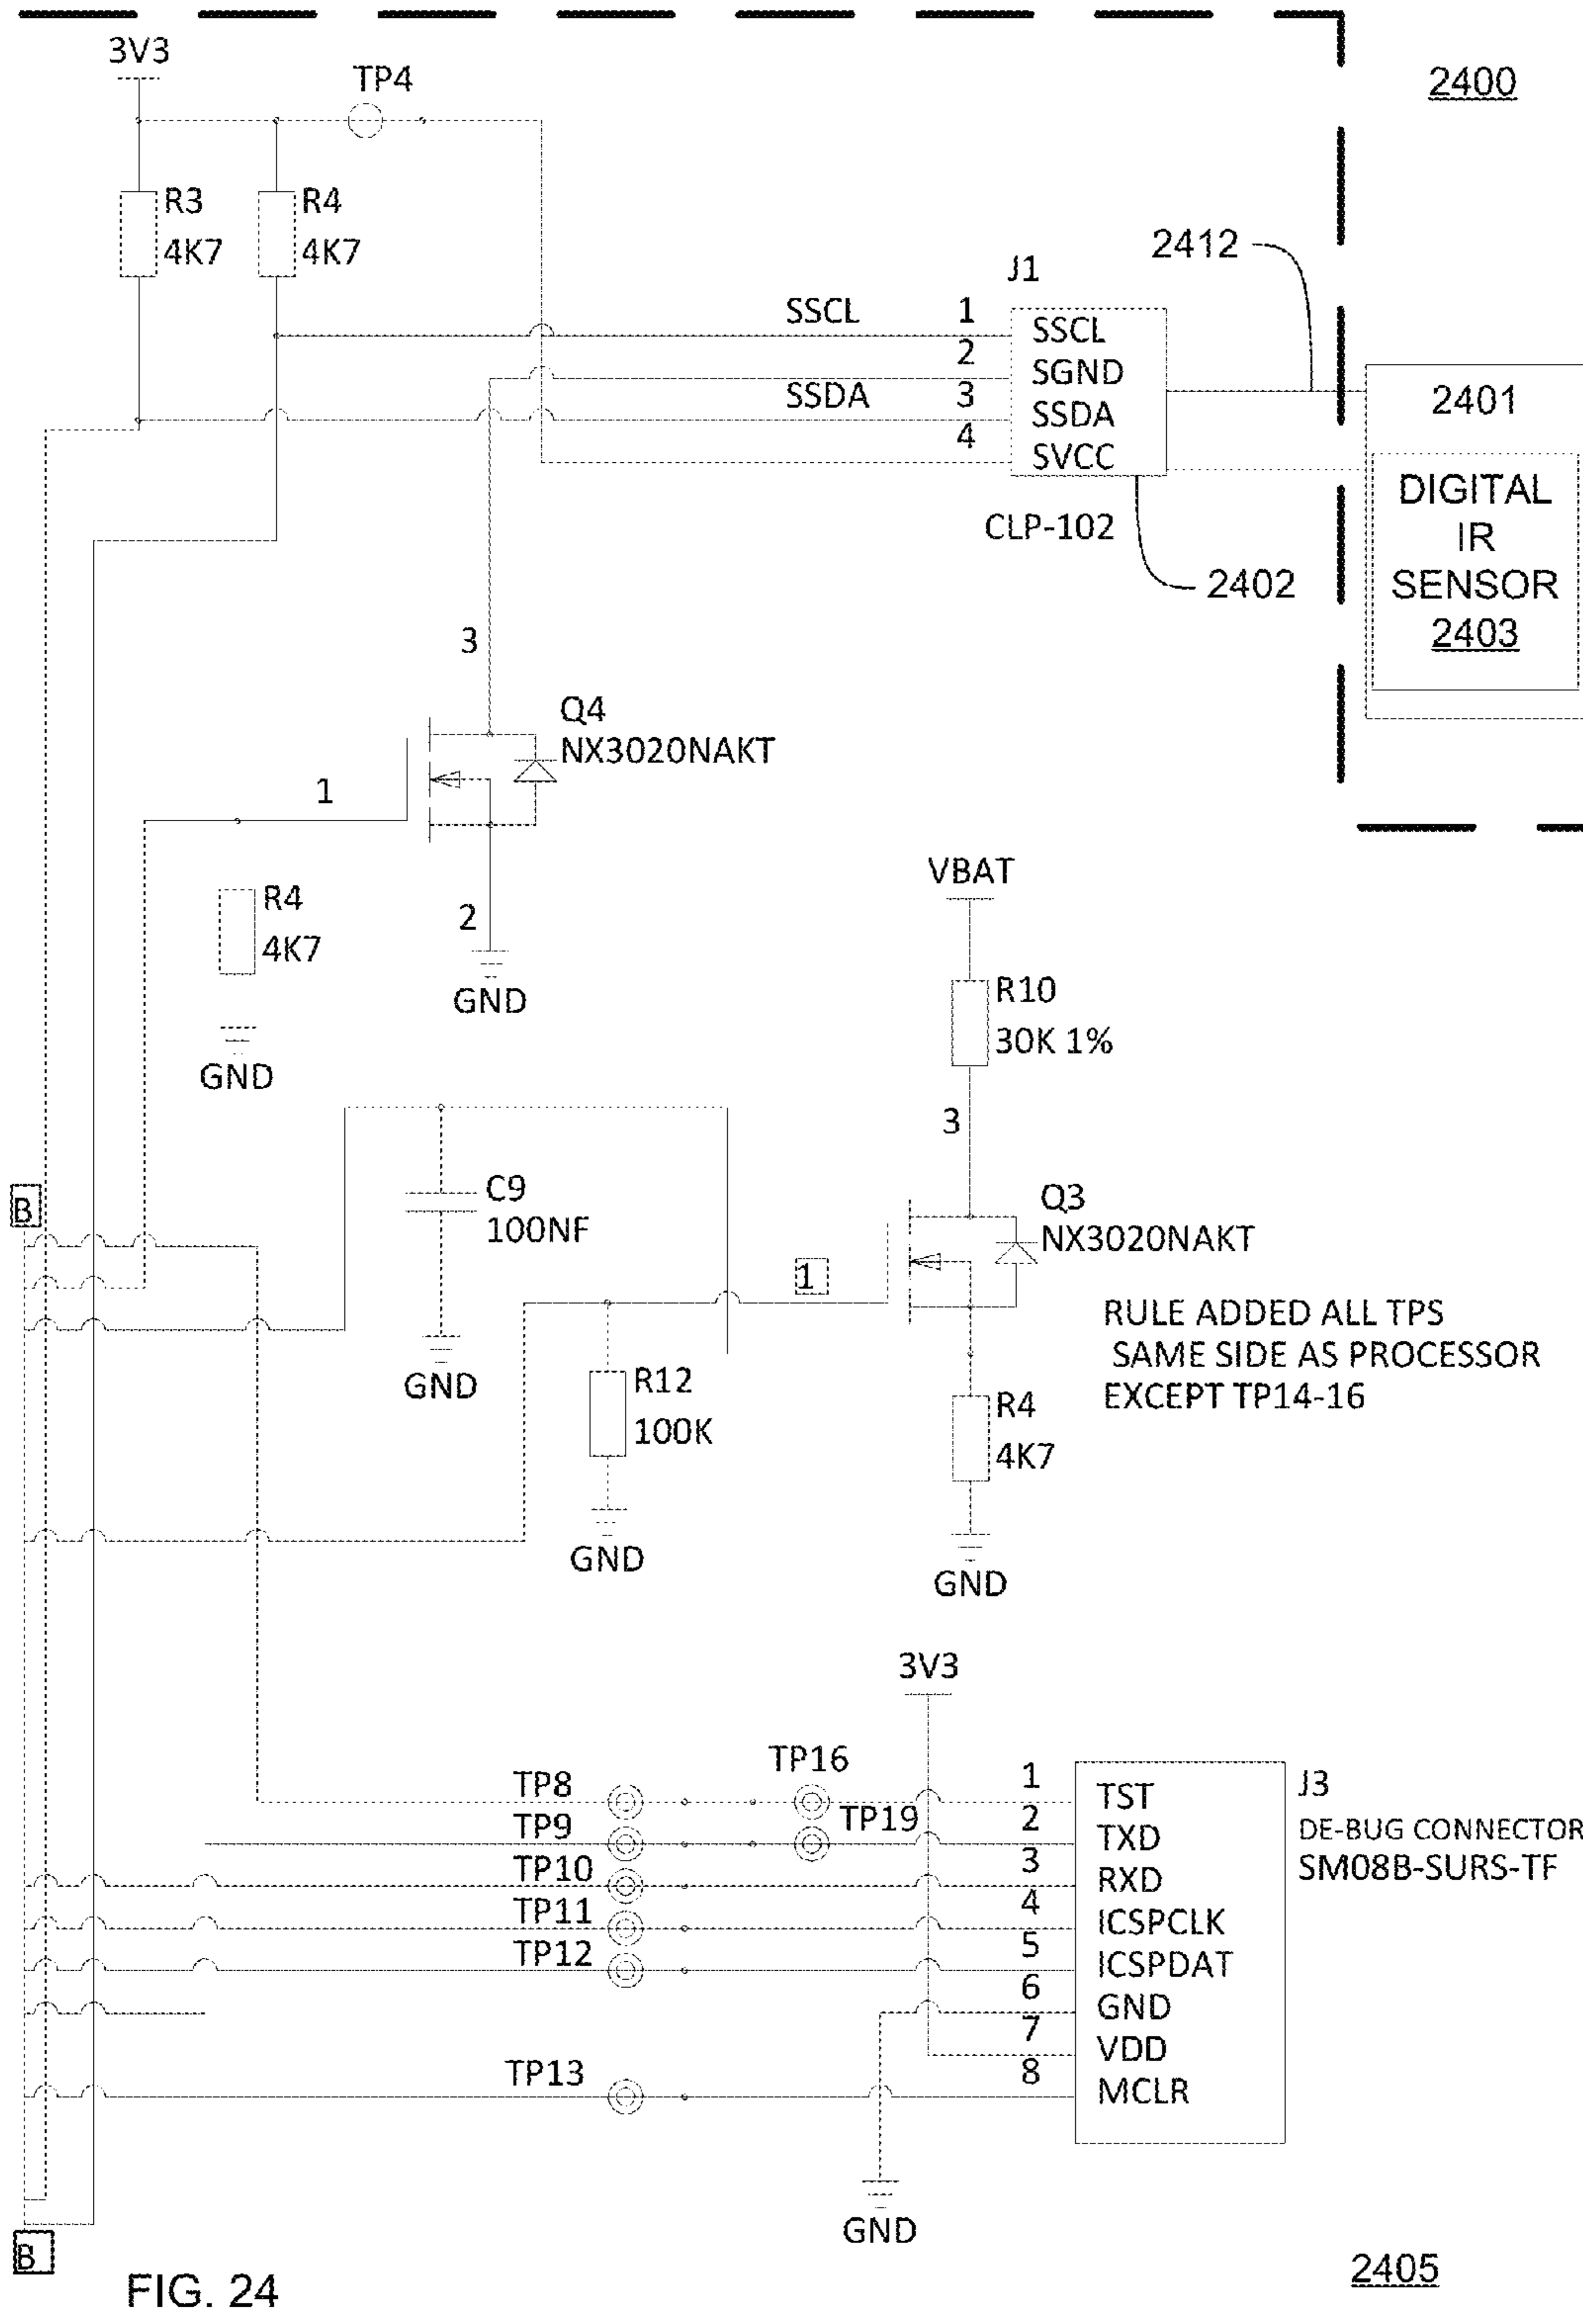 3V3
TP4
2400
R3
4K7
R4
4K7
2412
J1
SSCL
1
SSCL
2
SGND
SSDA
3
SSDA
4
SVCC
2401
DIGITAL
IR
SENSOR
2403
CLP-102
2402
3
Q4
NX3020NAKT
1
2
R4
4K7
GND
GND
VBAT
R10
30K 1%
3
B
C9
100NF
Q3
NX3020NAKT
1
RULE ADDED ALL TPS
SAME SIDE AS PROCESSOR
EXCEPT TP14-16
GND
R12
100K
R4
4K7
GND
GND
3V3
TP8
TP16
1
TST
J3
TP9
TP19
2
TXD
DE-BUG CONNECTOR
TP10
3
RXD
SM08B-SURS-TF
TP11
4
ICSPCLK
TP12
5
ICSPDAT
6
GND
7
VDD
TP13
8
MCLR
GND
B
FIG. 24
2405